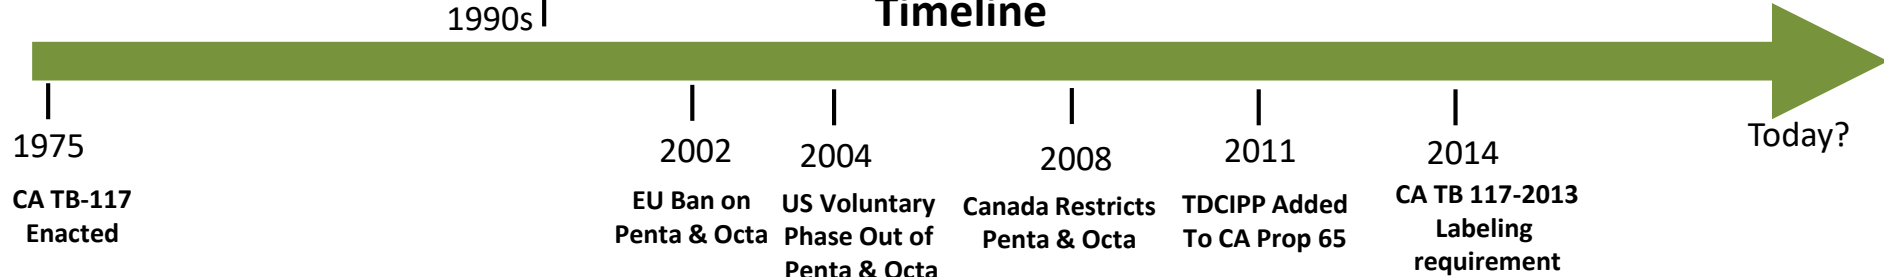 Timeline
1990s
1975
CA TB-117
Enacted
2002
EU Ban on
Penta & Octa
2004
US Voluntary
Phase Out of
Penta & Octa
2008
Canada Restricts
Penta & Octa
2011
TDCIPP Added
To CA Prop 65
2014
CA TB 117-2013
Labeling
requirement
Today?